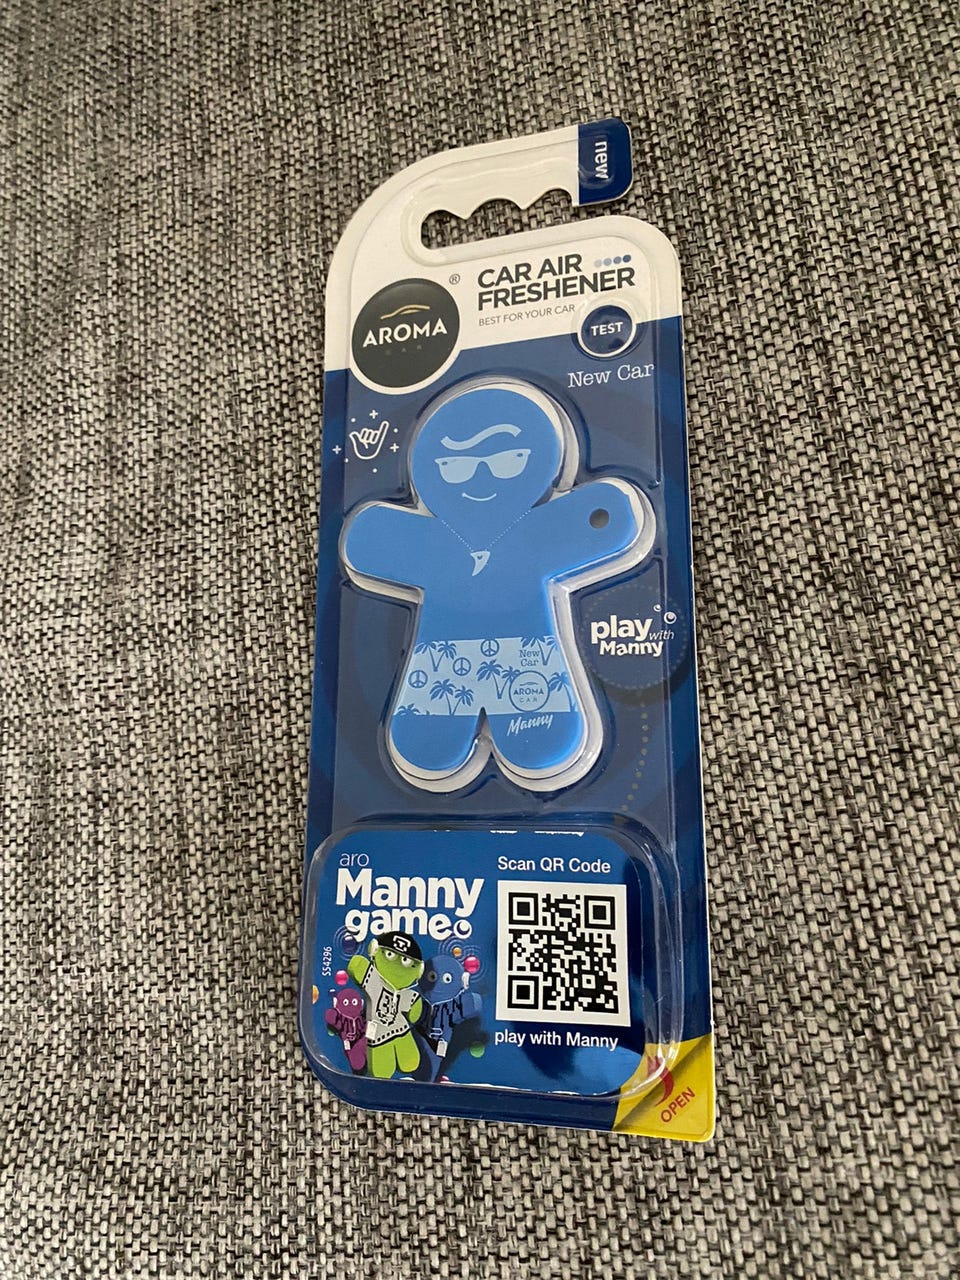 new
CAR AIR
FRESHENER
BEST FOR YOUR CAR
®
AROMA
CAR
TEST
New Car
play with
Manny
New
Car
AROMA
CAR
Manny
aro
Manny
game
Scan QR Code
play with Manny
S54296
OPEN